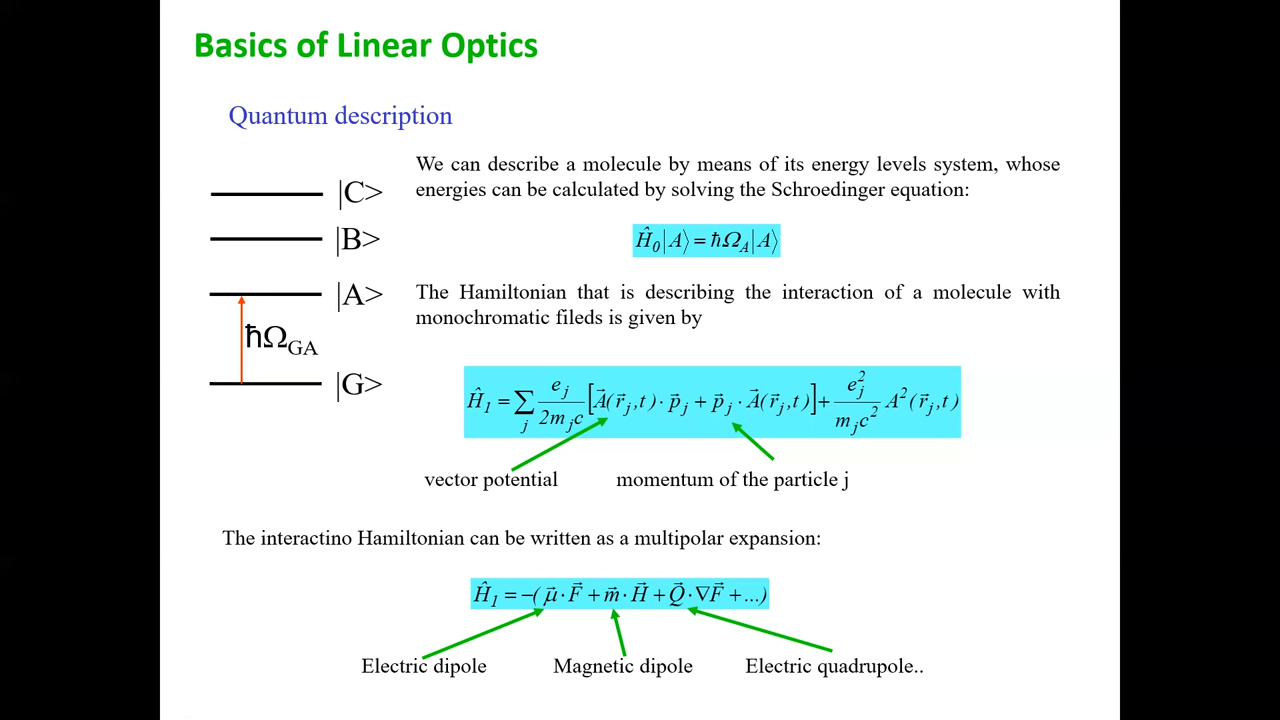 Basics of Linear Optics
Quantum description
|C>
|B>
|A>
ħΩGA
|G>
We can describe a molecule by means of its energy levels system, whose
energies can be calculated by solving the Schroedinger equation:
Ĥ₀|A⟩=ħΩ_A|A⟩
The Hamiltonian that is describing the interaction of a molecule with
monochromatic fileds is given by
Ĥ₁ = ∑_j e_j/(2m_jc) [A⃗(r⃗_j,t)·p⃗_j + p⃗_j·A⃗(r⃗_j,t)] + e_j²/(m_jc²) A²(r⃗_j,t)
vector potential momentum of the particle j
The interactino Hamiltonian can be written as a multipolar expansion:
Ĥ₁ = −(μ⃗·F⃗ + m⃗·H⃗ + Q⃗·∇F⃗ + ...)
Electric dipole Magnetic dipole Electric quadrupole..